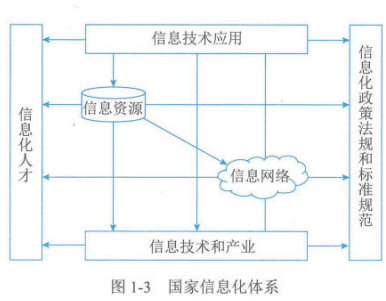 信息技术应用
信息资源
信息化人才
信息网络
信息化政策法规和标准规范
信息技术和产业
图 1-3 国家信息化体系